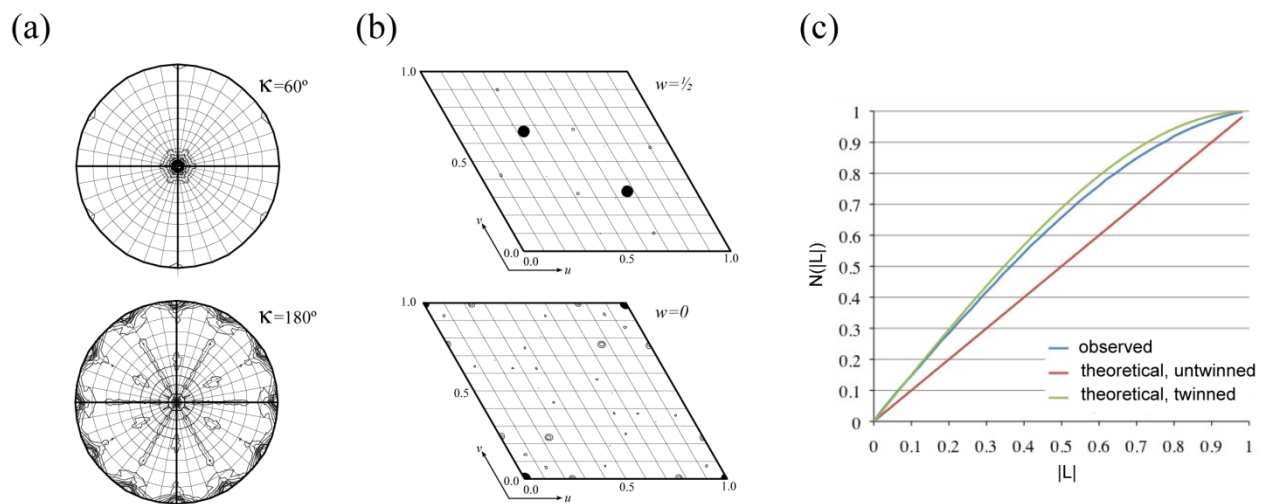 (a)
(b)
(c)
K=60º
K=180º
1.0
w=½
0.5
v
0.0
0.0
0.5
1.0
u
1.0
w=0
0.5
v
0.0
0.0
0.5
1.0
u
1
0.9
0.8
0.7
0.6
0.5
0.4
0.3
0.2
0.1
0
N(|L|)
observed
theoretical, untwinned
theoretical, twinned
0 0.1 0.2 0.3 0.4 0.5 0.6 0.7 0.8 0.9 1
|L|